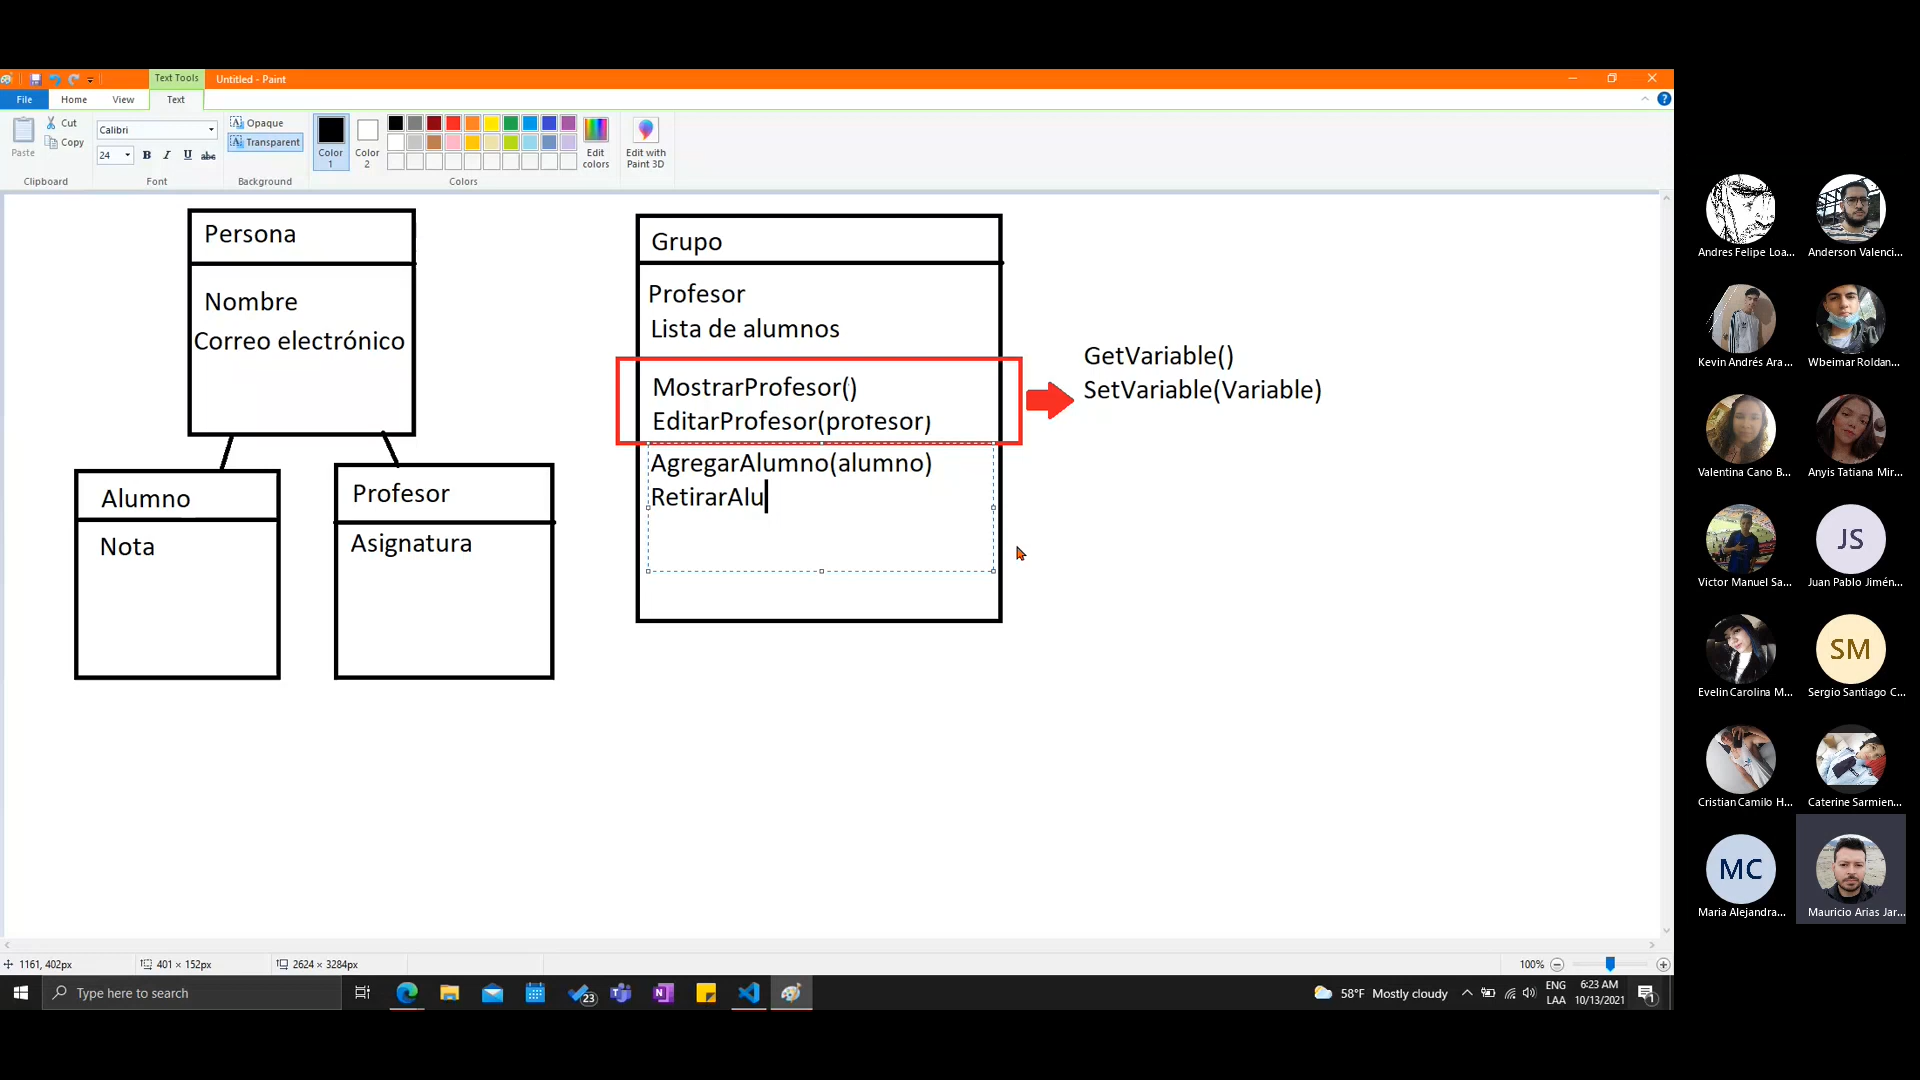 Text Tools
Untitled - Paint
File
Home
View
Text
Paste
Cut
Copy
Clipboard
Calibri
24
B
I
U
abc
Font
Opaque
Transparent
Background
Color
1
Color
2
Edit
colors
Colors
Edit with
Paint 3D
Persona
Nombre
Correo electrónico
Alumno
Nota
Profesor
Asignatura
Grupo
Profesor
Lista de alumnos
MostrarProfesor()
EditarProfesor(profesor)
AgregarAlumno(alumno)
RetirarAlu
GetVariable()
SetVariable(Variable)
Andres Felipe Loa...
Anderson Valenci...
Kevin Andrés Ara...
Wbeimar Roldan...
Valentina Cano B...
Anyis Tatiana Mir...
Victor Manuel Sa...
JS
Juan Pablo Jimén...
Evelin Carolina M...
SM
Sergio Santiago C...
Cristian Camilo H...
Caterine Sarmien...
MC
Maria Alejandra...
Mauricio Arias Jar...
1161, 402px
401 × 152px
2624 × 3284px
100%
Type here to search
23
58°F Mostly cloudy
ENG
LAA
6:23 AM
10/13/2021
1